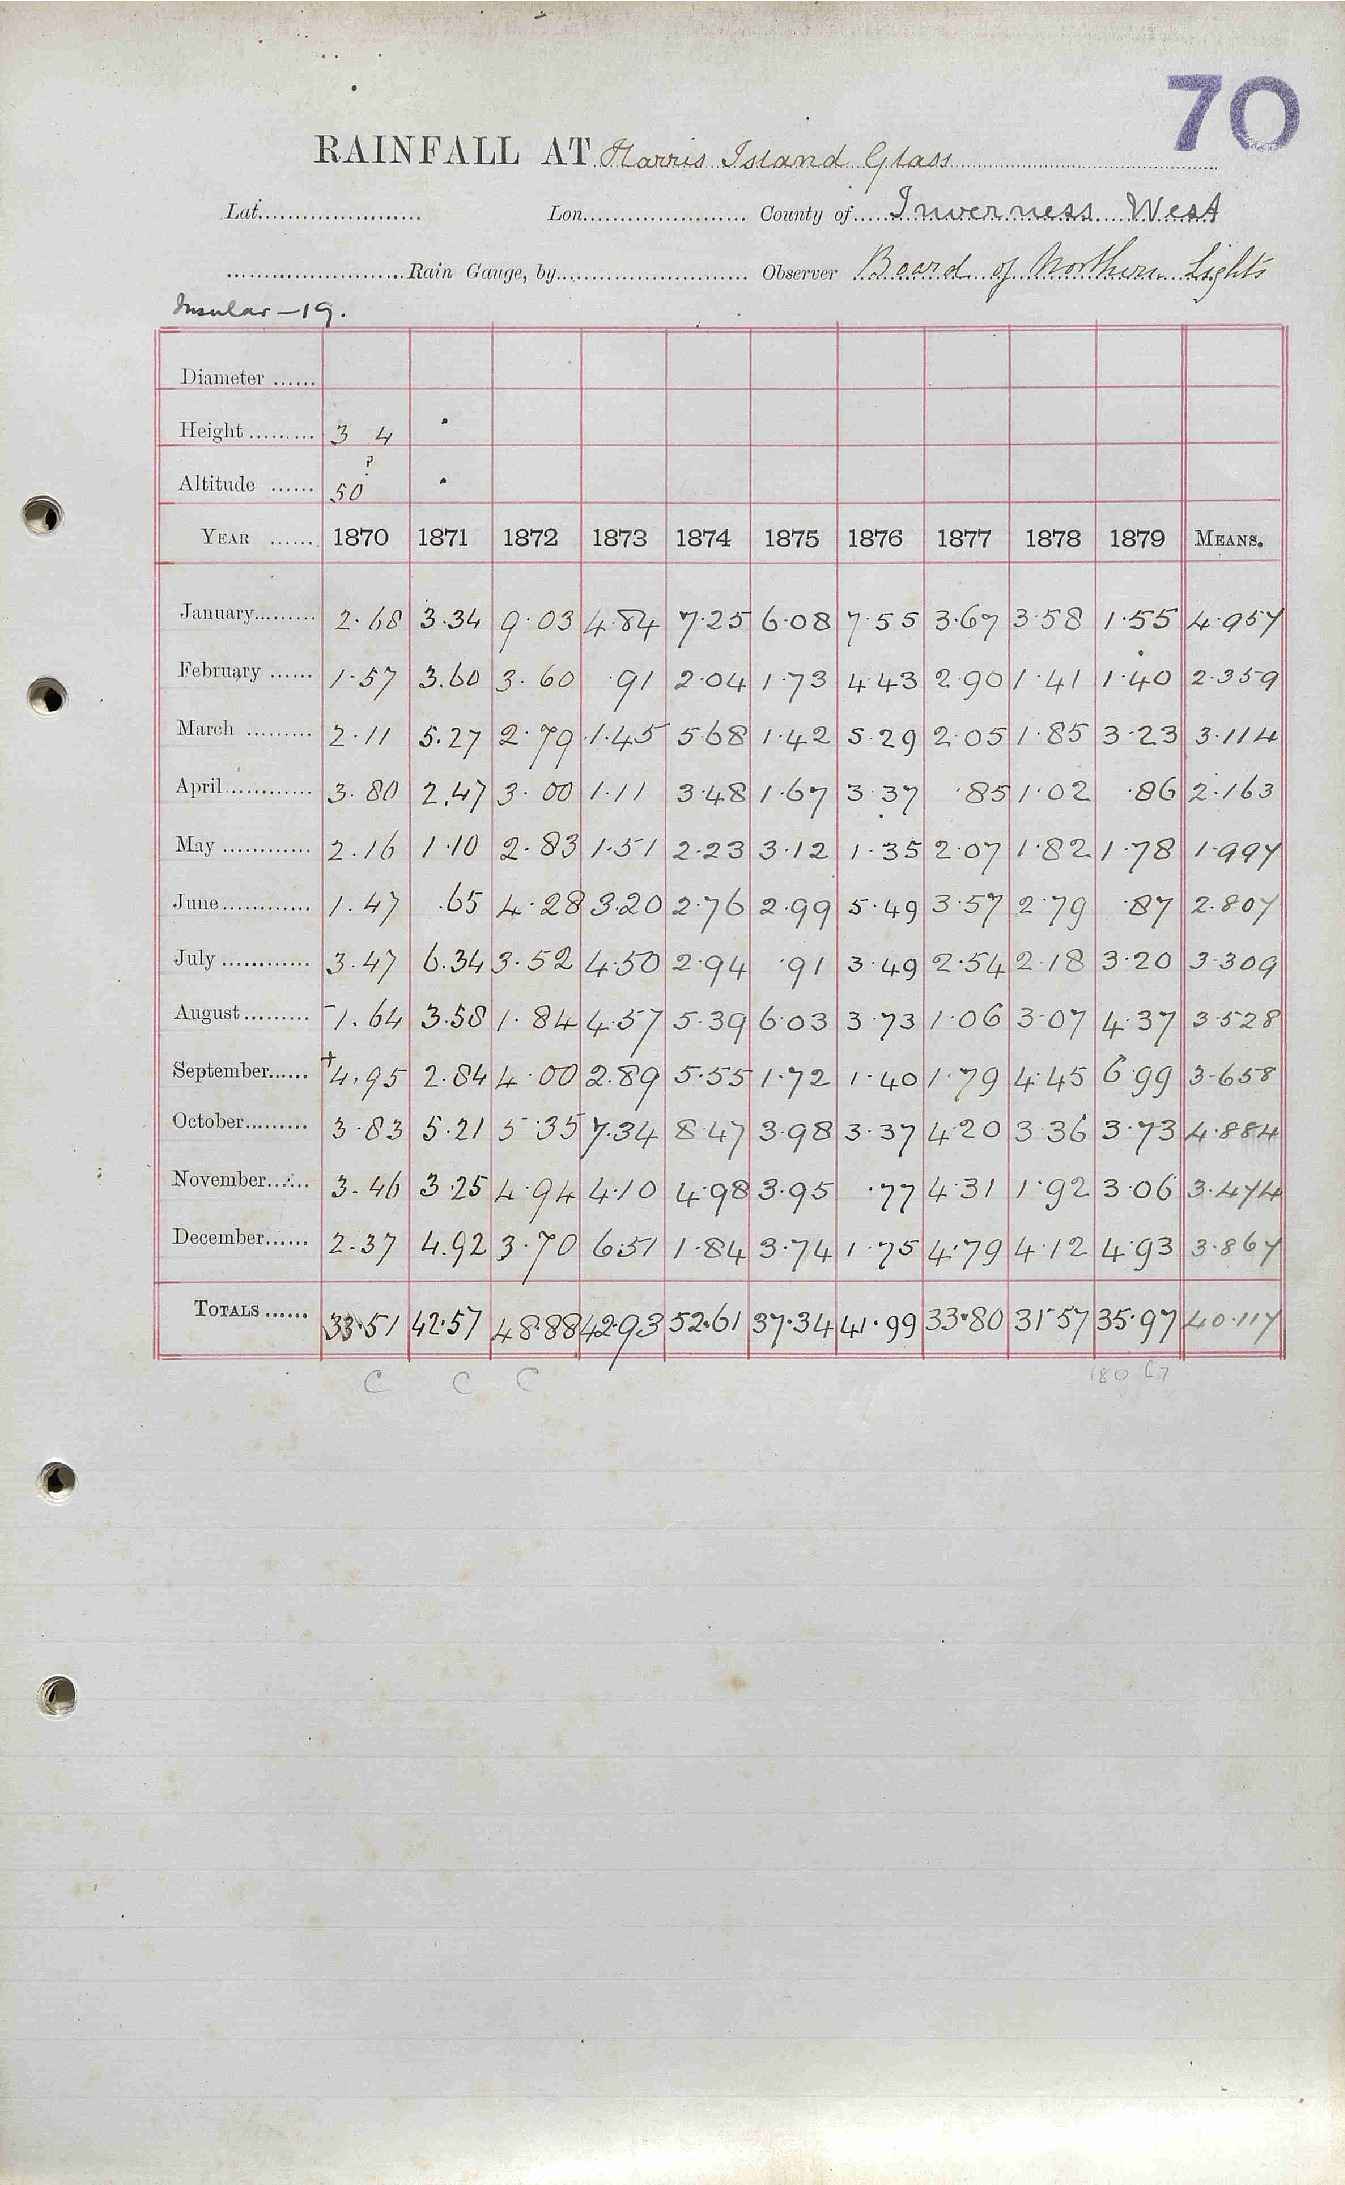 70
RAINFALL AT Harris Island Glass
Lat. Lon. County of Inverness West
Rain Gauge, by Observer Board of Northern Lights
Insular - 19.
Diameter
Height 3 4
?
Altitude 50
YEAR 1870 1871 1872 1873 1874 1875 1876 1877 1878 1879 MEANS.
January 2.68 3.34 9.03 4.84 7.25 6.08 7.55 3.67 3.58 1.55 4.957
February 1.57 3.60 3.60 .91 2.04 1.73 4.43 2.90 1.41 1.40 2.359
March 2.11 5.27 2.79 1.45 5.68 1.42 5.29 2.05 1.85 3.23 3.114
April 3.80 2.47 3.00 1.11 3.48 1.67 3.37 .85 1.02 .86 2.163
May 2.16 1.10 2.83 1.51 2.23 3.12 1.35 2.07 1.82 1.78 1.997
June 1.47 .65 4.28 3.20 2.76 2.99 5.49 3.57 2.79 .87 2.807
July 3.47 6.34 3.52 4.50 2.94 .91 3.49 2.54 2.18 3.20 3.309
August -1.64 3.58 1.84 4.57 5.39 6.03 3.73 1.06 3.07 4.37 3.528
September +4.95 2.84 4.00 2.89 5.55 1.72 1.40 1.79 4.45 6.99 3.658
October 3.83 5.21 5.35 7.34 8.47 3.98 3.37 4.20 3.36 3.73 4.884
November 3.46 3.25 4.94 4.10 4.98 3.95 .77 4.31 1.92 3.06 3.474
December 2.37 4.92 3.70 6.51 1.84 3.74 1.75 4.79 4.12 4.93 3.867
TOTALS 33.51 42.57 48.88 42.93 52.61 37.34 41.99 33.80 31.57 35.97 40.117
C C C 180 67